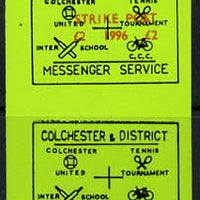 COLCHESTER TENNIS
STRIKE POST
£2 1996 £2
UNITED TOURNAMENT
INTER SCHOOL
C.C.C.
MESSENGER SERVICE
COLCHESTER & DISTRICT
COLCHESTER TENNIS
UNITED TOURNAMENT
INTER SCHOOL